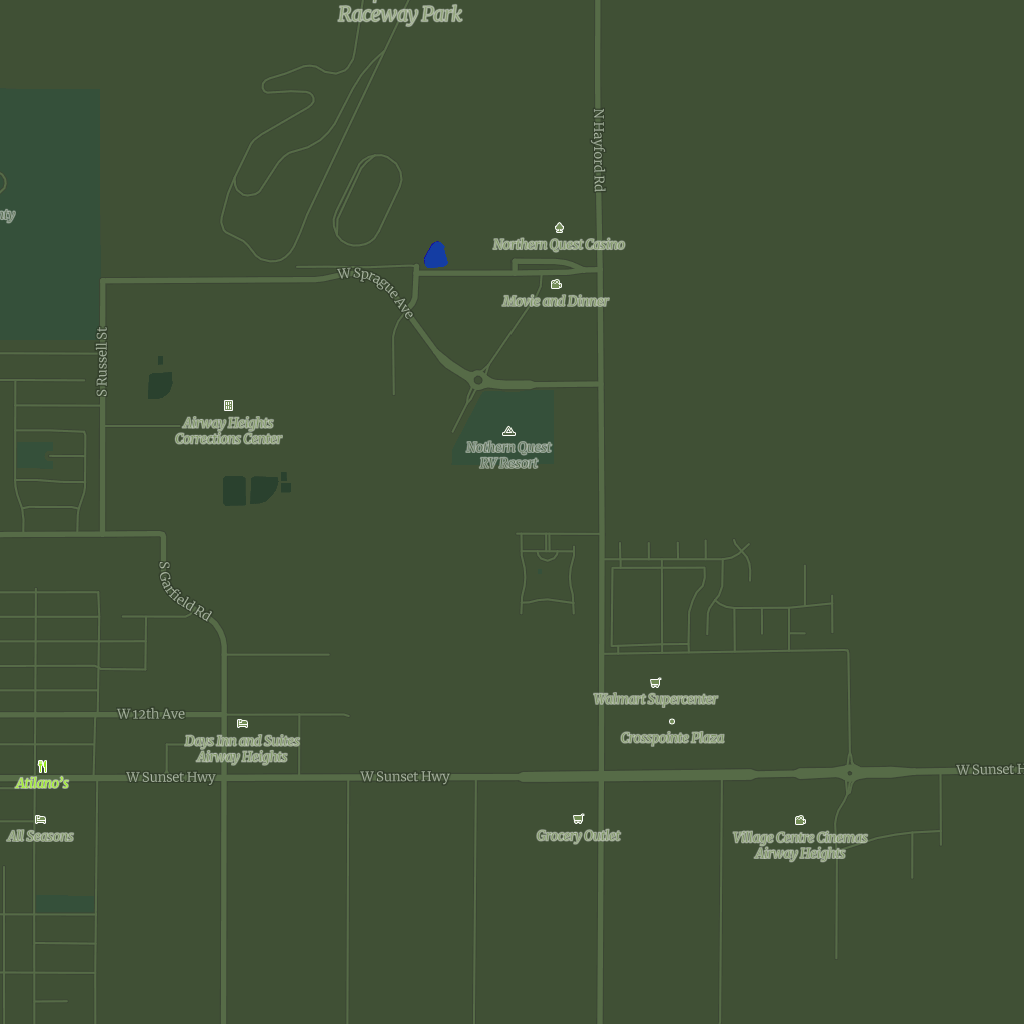 Raceway Park
N Hayford Rd
nty
Northern Quest Casino
W Sprague Ave
Movie and Dinner
S Russell St
Airway Heights
Corrections Center
Nothern Quest
RV Resort
S Garfield Rd
Walmart Supercenter
W 12th Ave
Crosspointe Plaza
Days Inn and Suites
Airway Heights
W Sunset Hwy
W Sunset Hwy
W Sunset H
Atilano's
All Seasons
Grocery Outlet
Village Centre Cinemas
Airway Heights